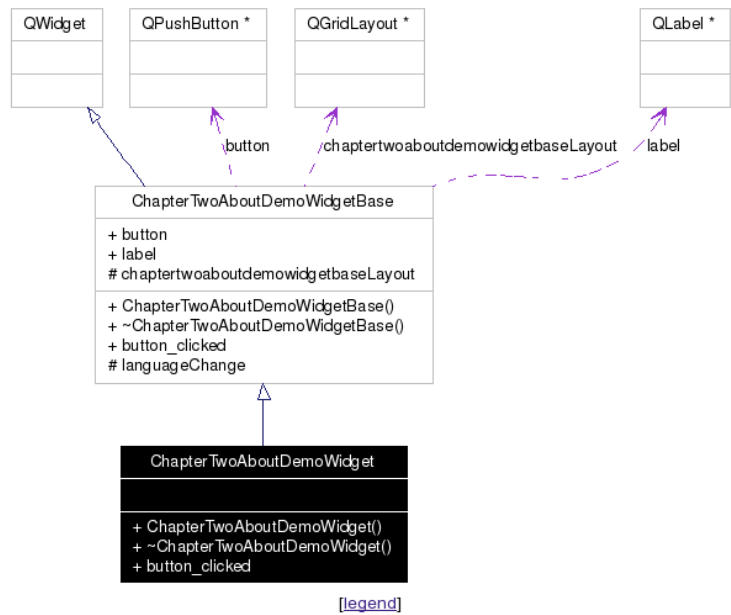 QWidget
QPushButton *
QGridLayout *
QLabel *
button
chaptertwoaboutdemowidgetbaseLayout
label
ChapterTwoAboutDemoWidgetBase
+ button
+ label
# chaptertwoaboutdemowidgetbaseLayout
+ ChapterTwoAboutDemoWidgetBase()
+ ~ChapterTwoAboutDemoWidgetBase()
+ button_clicked
# languageChange
ChapterTwoAboutDemoWidget
+ ChapterTwoAboutDemoWidget()
+ ~ChapterTwoAboutDemoWidget()
+ button_clicked
[legend]